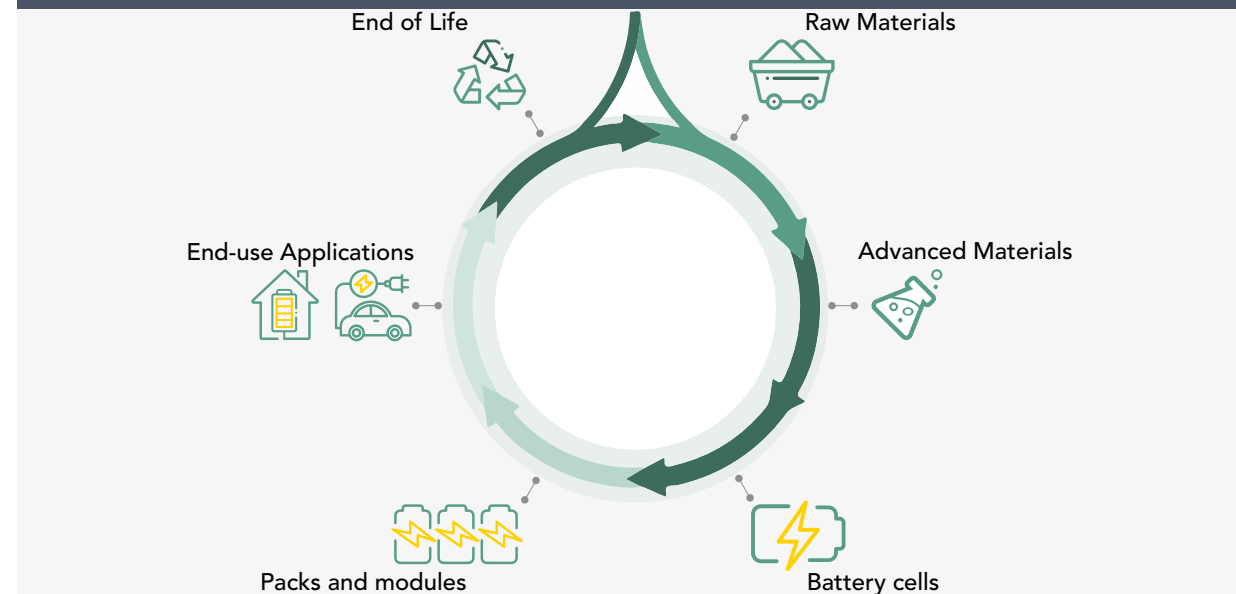 End of Life
Raw Materials
End-use Applications
Advanced Materials
Packs and modules
Battery cells